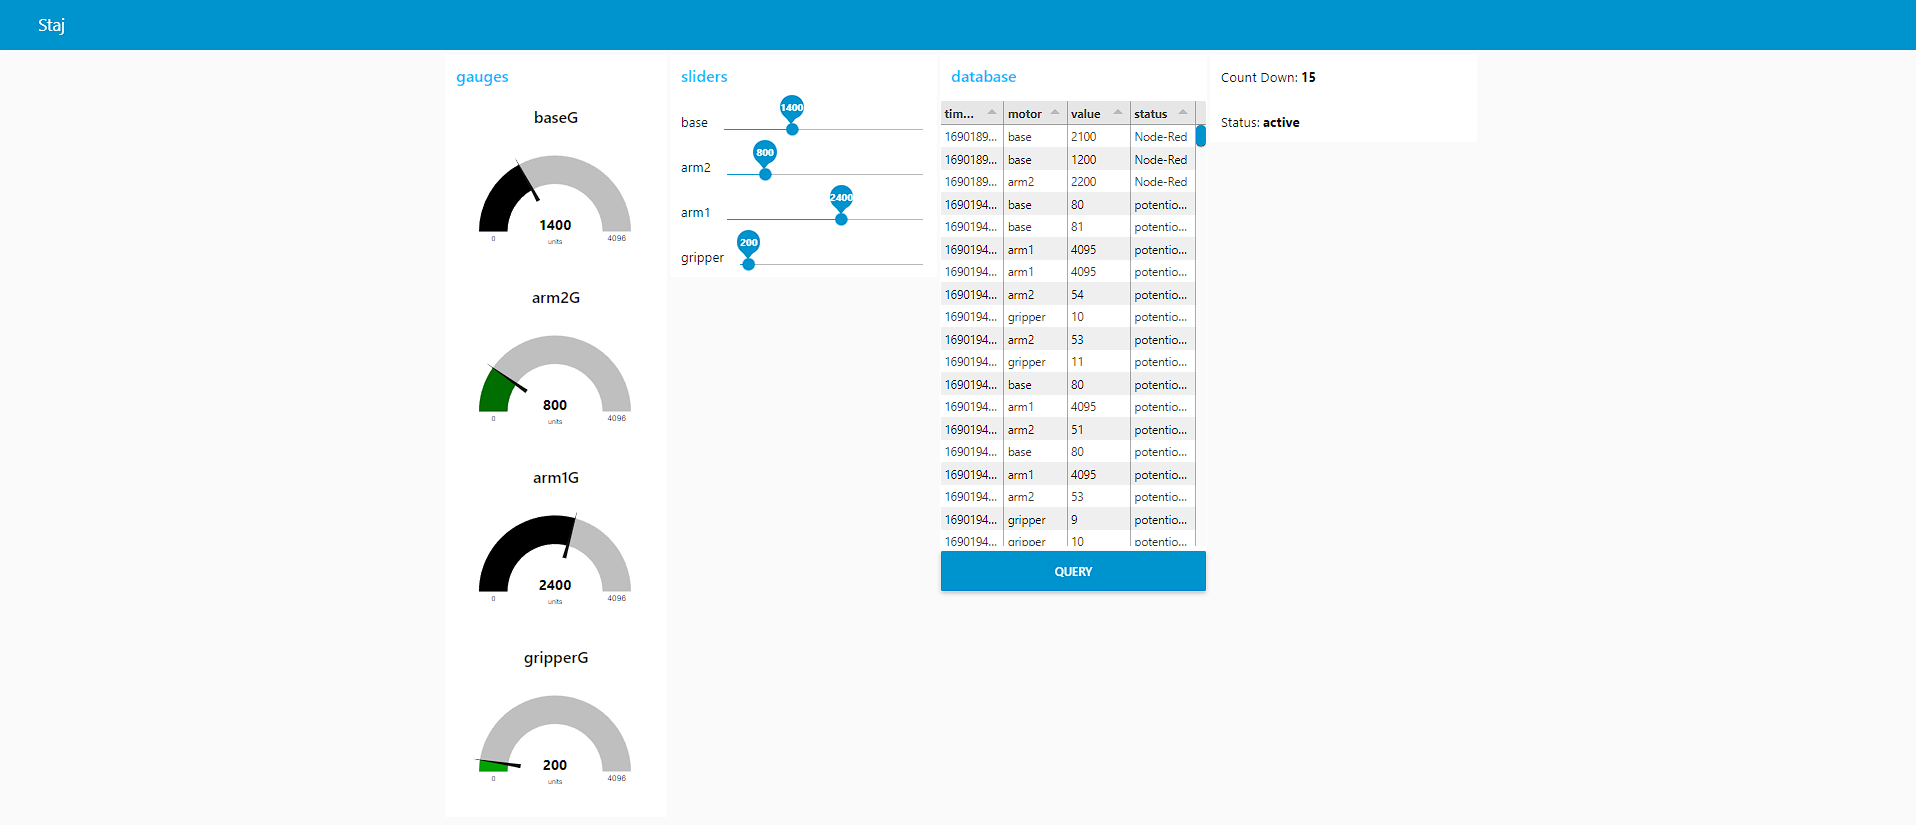 Staj
gauges
baseG
1400
units
0
4096
arm2G
800
units
0
4096
arm1G
2400
units
0
4096
gripperG
200
units
0
4096
sliders
1400
base
800
arm2
2400
arm1
200
gripper
database
tim... motor value status
1690189... base 2100 Node-Red
1690189... base 1200 Node-Red
1690189... arm2 2200 Node-Red
1690194... base 80 potentio...
1690194... base 81 potentio...
1690194... arm1 4095 potentio...
1690194... arm1 4095 potentio...
1690194... arm2 54 potentio...
1690194... gripper 10 potentio...
1690194... arm2 53 potentio...
1690194... gripper 11 potentio...
1690194... base 80 potentio...
1690194... arm1 4095 potentio...
1690194... arm2 51 potentio...
1690194... base 80 potentio...
1690194... arm1 4095 potentio...
1690194... arm2 53 potentio...
1690194... gripper 9 potentio...
1690194... gripper 10 potentio...
QUERY
Count Down: 15
Status: active